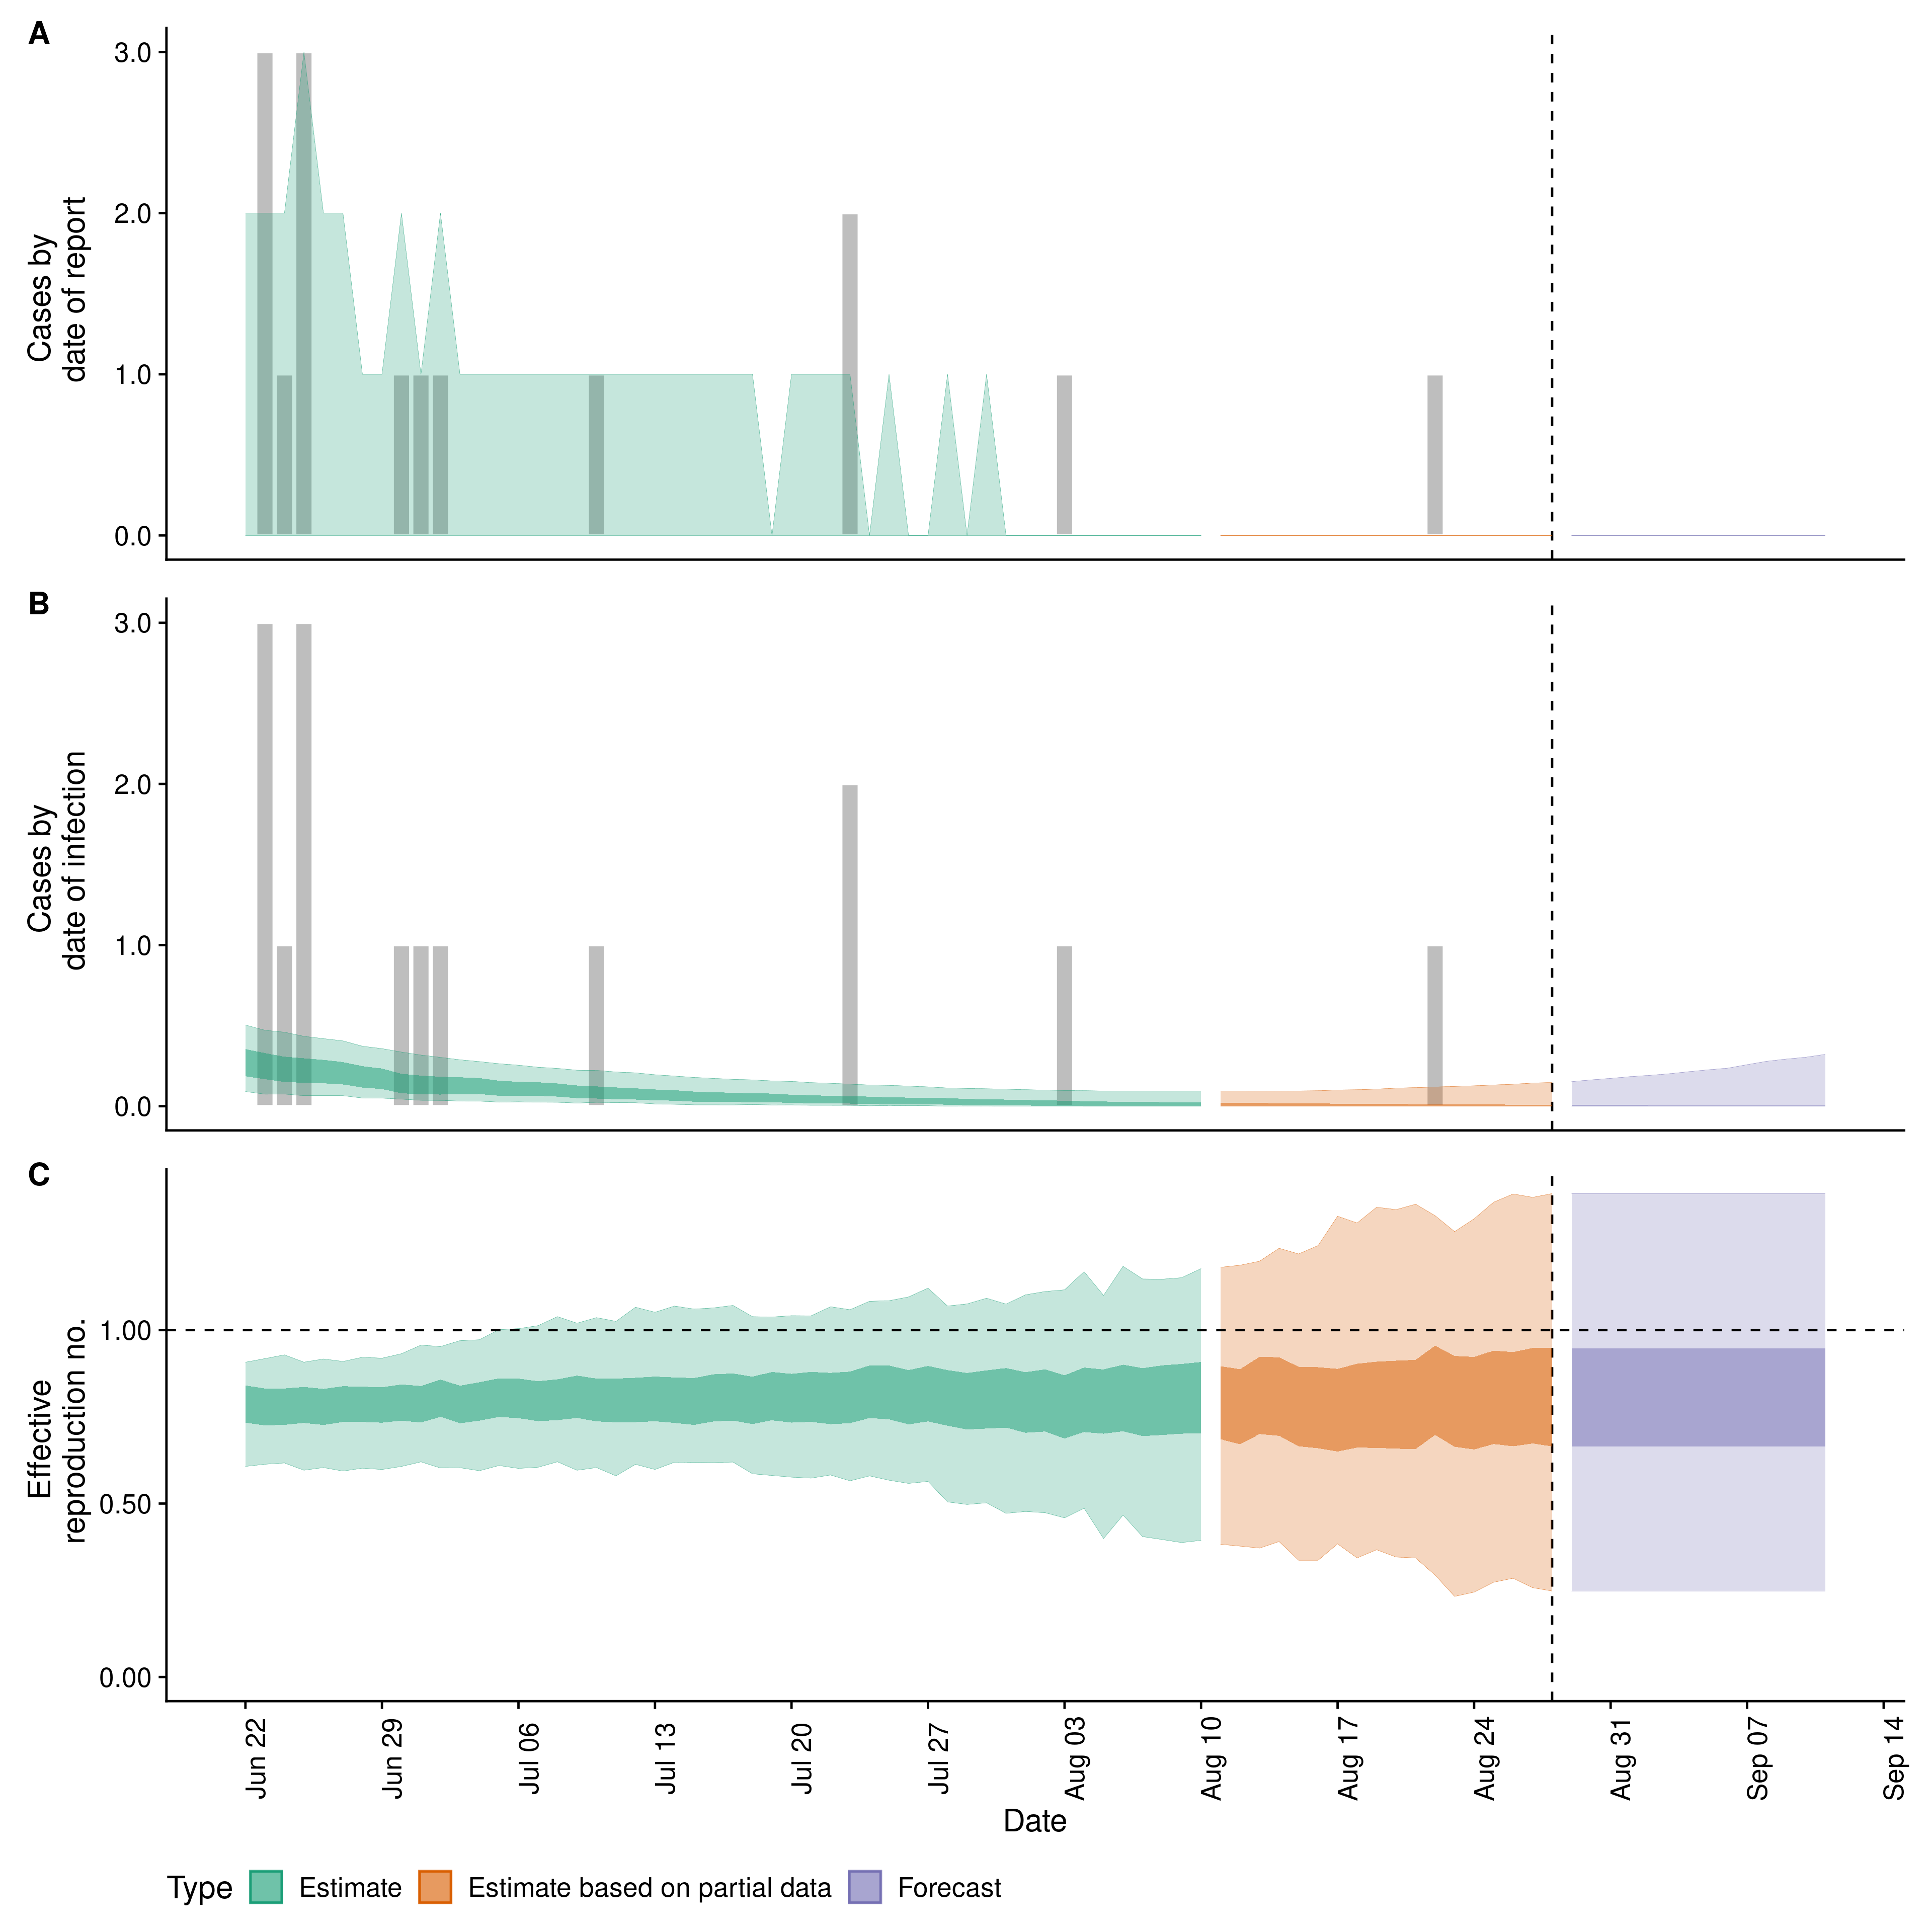 A
3.0
2.0
1.0
0.0
Cases by
date of report
B
3.0
2.0
1.0
0.0
Cases by
date of infection
C
1.00
0.50
0.00
Effective
reproduction no.
Jun 22
Jun 29
Jul 06
Jul 13
Jul 20
Jul 27
Aug 03
Aug 10
Aug 17
Aug 24
Aug 31
Sep 07
Sep 14
Date
Type Estimate Estimate based on partial data Forecast